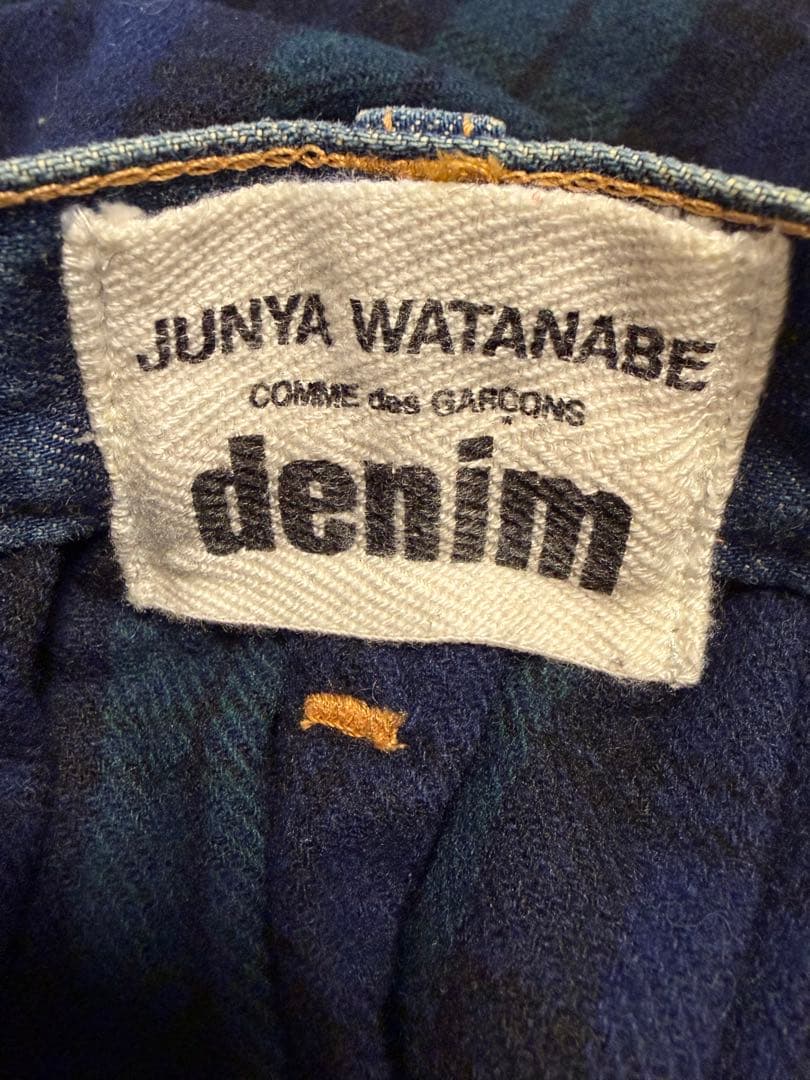 JUNYA WATANABE
COMME des GARÇONS
denim